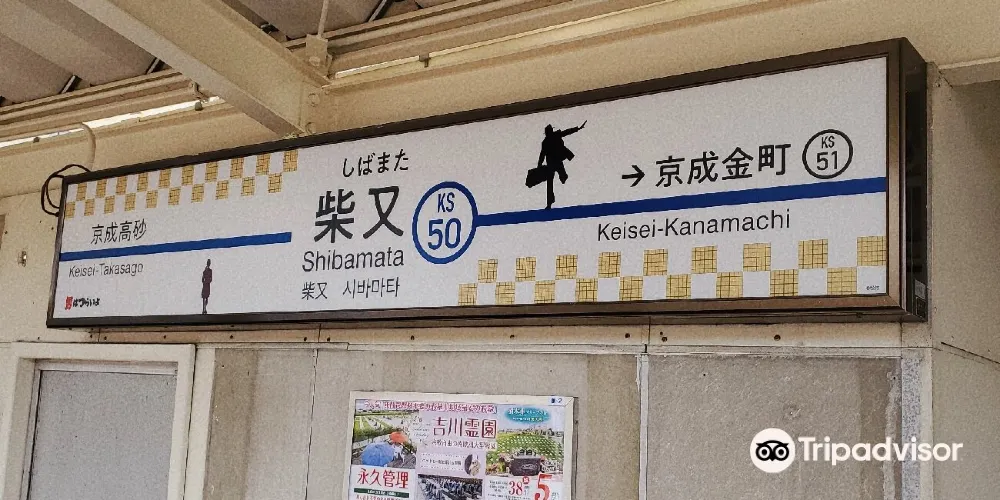 しばまた
柴又
Shibamata
柴又 시바마타
KS
50
京成高砂
Keisei-Takasago
→ 京成金町
KS
51
Keisei-Kanamachi
吉川霊園
永久管理
38
5
Tripadvisor